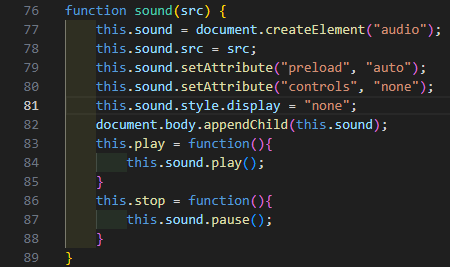 76 function sound(src) {
77     this.sound = document.createElement("audio");
78     this.sound.src = src;
79     this.sound.setAttribute("preload", "auto");
80     this.sound.setAttribute("controls", "none");
81     this.sound.style.display = "none";
82     document.body.appendChild(this.sound);
83     this.play = function(){
84         this.sound.play();
85     }
86     this.stop = function(){
87         this.sound.pause();
88     }
89 }